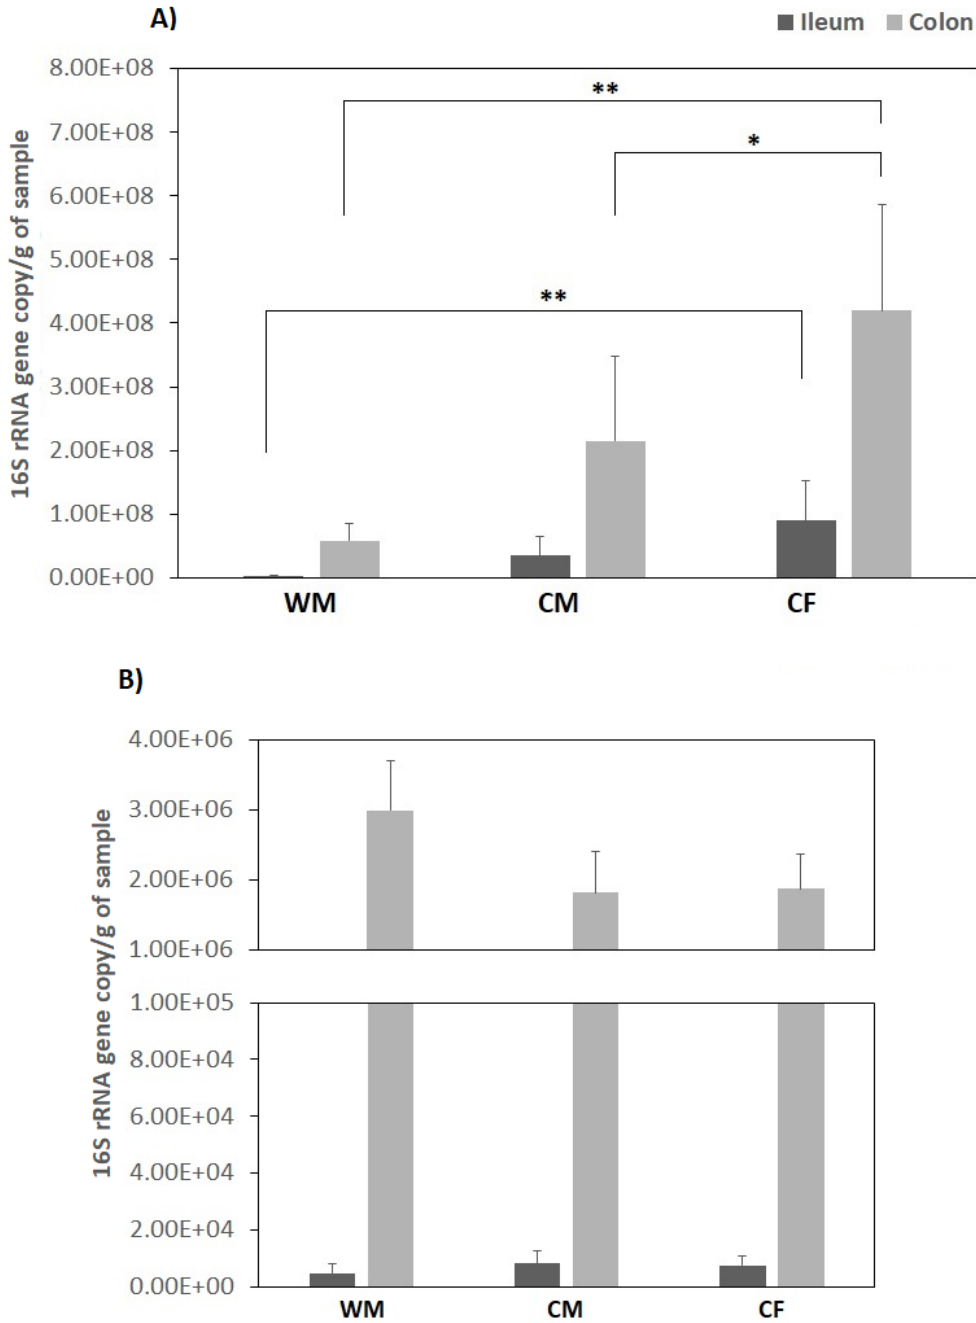 A)
Ileum Colon
16S rRNA gene copy/g of sample
8.00E+08
**
7.00E+08
*
6.00E+08
5.00E+08
**
4.00E+08
3.00E+08
2.00E+08
1.00E+08
0.00E+00
WM CM CF
B)
16S rRNA gene copy/g of sample
4.00E+06
3.00E+06
2.00E+06
1.00E+06
1.00E+05
8.00E+04
6.00E+04
4.00E+04
2.00E+04
0.00E+00
WM CM CF